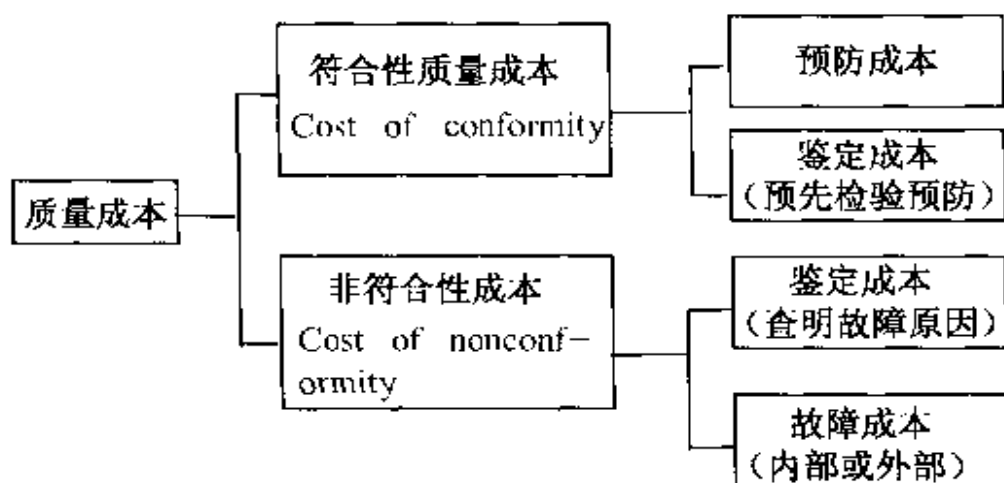 质量成本
符合性质量成本
Cost of conformity
非符合性成本
Cost of nonconf-
ormity
预防成本
鉴定成本
（预先检验预防）
鉴定成本
（查明故障原因）
故障成本
（内部或外部）